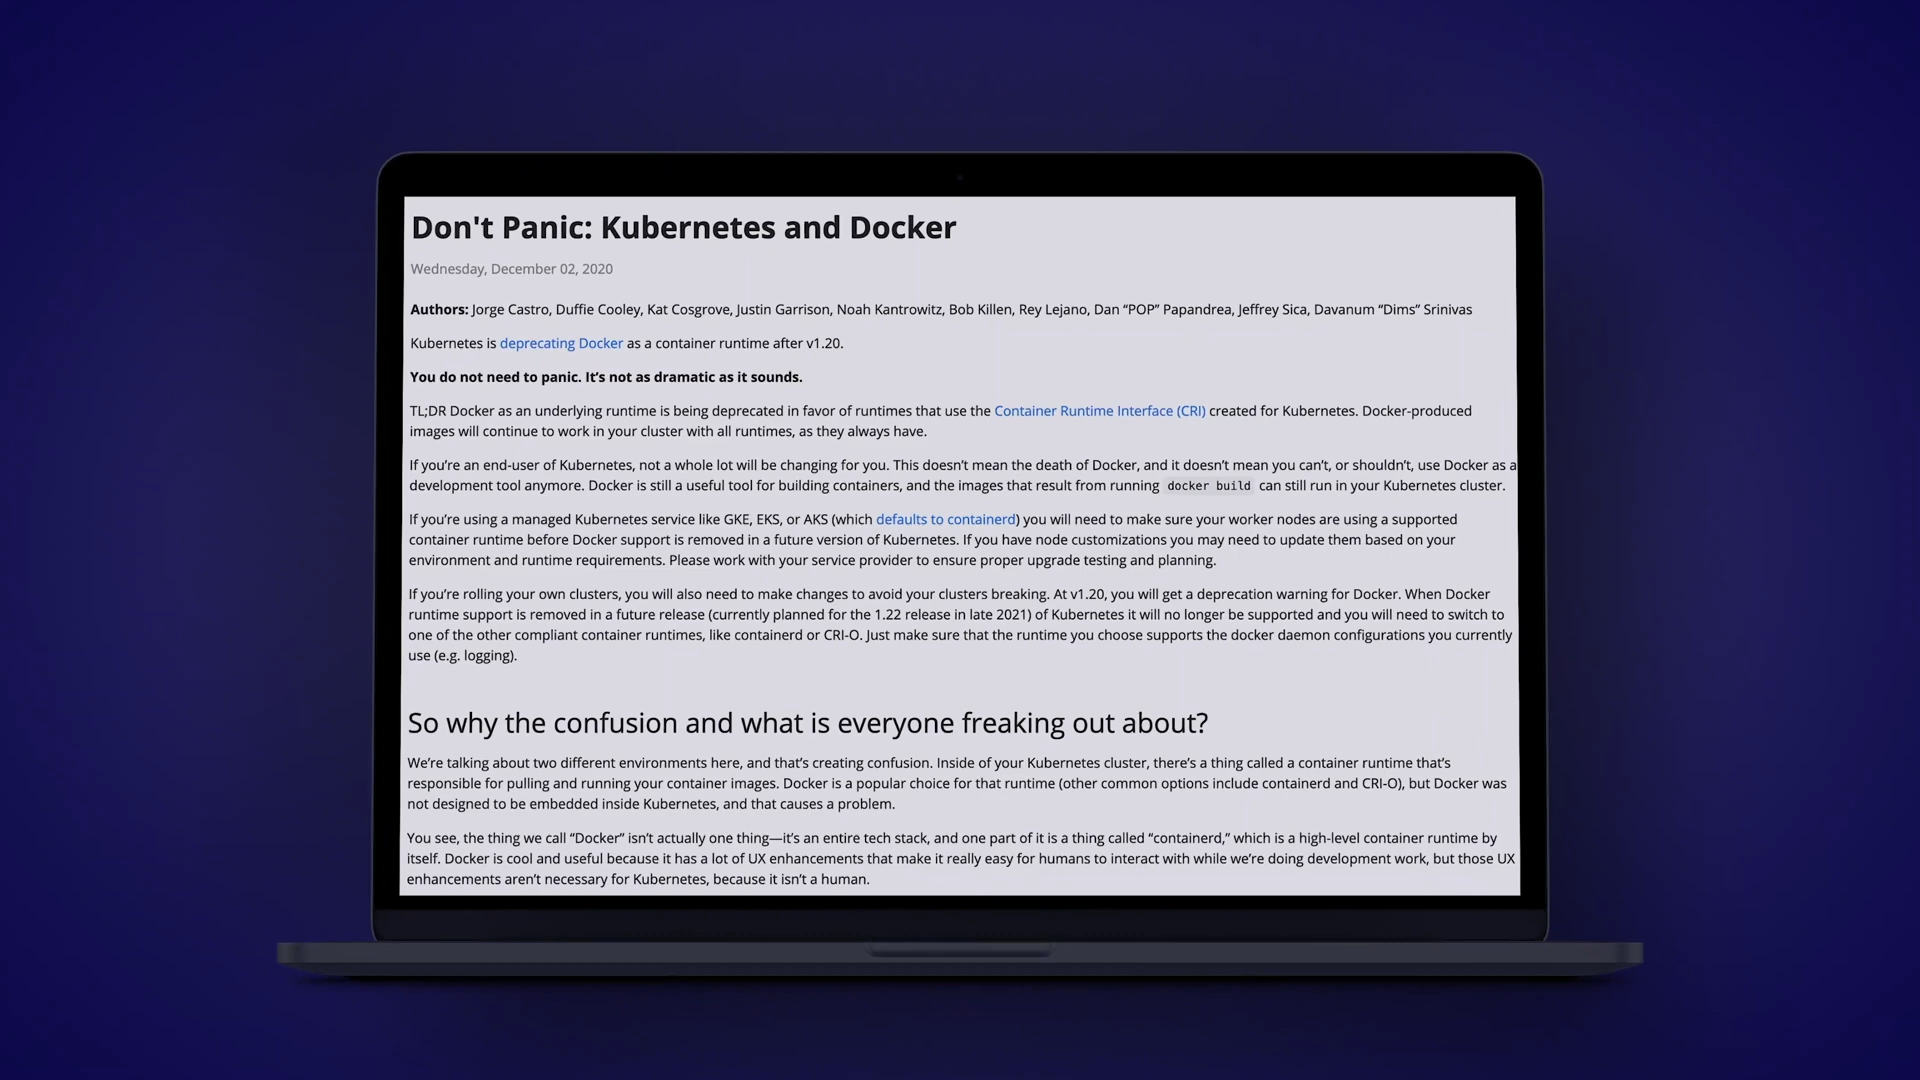 Don't Panic: Kubernetes and Docker
Wednesday, December 02, 2020
Authors: Jorge Castro, Duffie Cooley, Kat Cosgrove, Justin Garrison, Noah Kantrowitz, Bob Killen, Rey Lejano, Dan “POP” Papandrea, Jeffrey Sica, Davanum “Dims” Srinivas
Kubernetes is deprecating Docker as a container runtime after v1.20.
You do not need to panic. It’s not as dramatic as it sounds.
TL;DR Docker as an underlying runtime is being deprecated in favor of runtimes that use the Container Runtime Interface (CRI) created for Kubernetes. Docker-produced
images will continue to work in your cluster with all runtimes, as they always have.
If you’re an end-user of Kubernetes, not a whole lot will be changing for you. This doesn’t mean the death of Docker, and it doesn’t mean you can’t, or shouldn’t, use Docker as a
development tool anymore. Docker is still a useful tool for building containers, and the images that result from running docker build can still run in your Kubernetes cluster.
If you’re using a managed Kubernetes service like GKE, EKS, or AKS (which defaults to containerd) you will need to make sure your worker nodes are using a supported
container runtime before Docker support is removed in a future version of Kubernetes. If you have node customizations you may need to update them based on your
environment and runtime requirements. Please work with your service provider to ensure proper upgrade testing and planning.
If you’re rolling your own clusters, you will also need to make changes to avoid your clusters breaking. At v1.20, you will get a deprecation warning for Docker. When Docker
runtime support is removed in a future release (currently planned for the 1.22 release in late 2021) of Kubernetes it will no longer be supported and you will need to switch to
one of the other compliant container runtimes, like containerd or CRI-O. Just make sure that the runtime you choose supports the docker daemon configurations you currently
use (e.g. logging).
So why the confusion and what is everyone freaking out about?
We’re talking about two different environments here, and that’s creating confusion. Inside of your Kubernetes cluster, there’s a thing called a container runtime that’s
responsible for pulling and running your container images. Docker is a popular choice for that runtime (other common options include containerd and CRI-O), but Docker was
not designed to be embedded inside Kubernetes, and that causes a problem.
You see, the thing we call “Docker” isn’t actually one thing—it’s an entire tech stack, and one part of it is a thing called “containerd,” which is a high-level container runtime by
itself. Docker is cool and useful because it has a lot of UX enhancements that make it really easy for humans to interact with while we’re doing development work, but those UX
enhancements aren’t necessary for Kubernetes, because it isn’t a human.